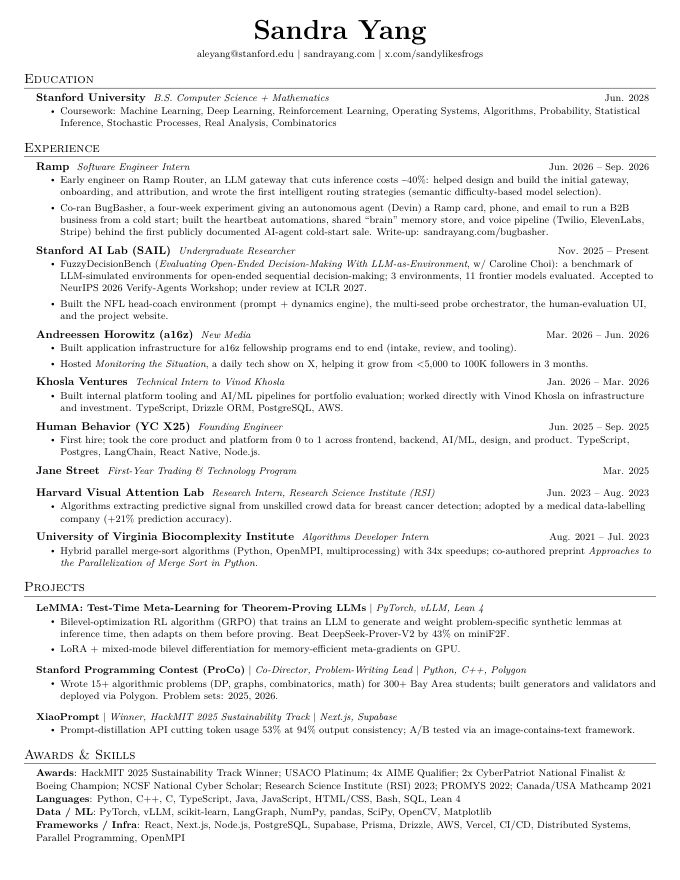 Sandra Yang
aleyang@stanford.edu | sandrayang.com | x.com/sandylikesfrogs
Education
Stanford University B.S. Computer Science + Mathematics Jun. 2028
• Coursework: Machine Learning, Deep Learning, Reinforcement Learning, Operating Systems, Algorithms, Probability, Statistical
Inference, Stochastic Processes, Real Analysis, Combinatorics
Experience
Ramp Software Engineer Intern Jun. 2026 – Sep. 2026
• Early engineer on Ramp Router, an LLM gateway that cuts inference costs ~40%: helped design and build the initial gateway,
onboarding, and attribution, and wrote the first intelligent routing strategies (semantic difficulty-based model selection).
• Co-ran BugBasher, a four-week experiment giving an autonomous agent (Devin) a Ramp card, phone, and email to run a B2B
business from a cold start; built the heartbeat automations, shared “brain” memory store, and voice pipeline (Twilio, ElevenLabs,
Stripe) behind the first publicly documented AI-agent cold-start sale. Write-up: sandrayang.com/bugbasher.
Stanford AI Lab (SAIL) Undergraduate Researcher Nov. 2025 – Present
• FuzzyDecisionBench (Evaluating Open-Ended Decision-Making With LLM-as-Environment, w/ Caroline Choi): a benchmark of
LLM-simulated environments for open-ended sequential decision-making; 3 environments, 11 frontier models evaluated. Accepted to
NeurIPS 2026 Verify-Agents Workshop; under review at ICLR 2027.
• Built the NFL head-coach environment (prompt + dynamics engine), the multi-seed probe orchestrator, the human-evaluation UI,
and the project website.
Andreessen Horowitz (a16z) New Media Mar. 2026 – Jun. 2026
• Built application infrastructure for a16z fellowship programs end to end (intake, review, and tooling).
• Hosted Monitoring the Situation, a daily tech show on X, helping it grow from <5,000 to 100K followers in 3 months.
Khosla Ventures Technical Intern to Vinod Khosla Jan. 2026 – Mar. 2026
• Built internal platform tooling and AI/ML pipelines for portfolio evaluation; worked directly with Vinod Khosla on infrastructure
and investment. TypeScript, Drizzle ORM, PostgreSQL, AWS.
Human Behavior (YC X25) Founding Engineer Jun. 2025 – Sep. 2025
• First hire; took the core product and platform from 0 to 1 across frontend, backend, AI/ML, design, and product. TypeScript,
Postgres, LangChain, React Native, Node.js.
Jane Street First-Year Trading & Technology Program Mar. 2025
Harvard Visual Attention Lab Research Intern, Research Science Institute (RSI) Jun. 2023 – Aug. 2023
• Algorithms extracting predictive signal from unskilled crowd data for breast cancer detection; adopted by a medical data-labelling
company (+21% prediction accuracy).
University of Virginia Biocomplexity Institute Algorithms Developer Intern Aug. 2021 – Jul. 2023
• Hybrid parallel merge-sort algorithms (Python, OpenMPI, multiprocessing) with 34x speedups; co-authored preprint Approaches to
the Parallelization of Merge Sort in Python.
Projects
LeMMA: Test-Time Meta-Learning for Theorem-Proving LLMs | PyTorch, vLLM, Lean 4
• Bilevel-optimization RL algorithm (GRPO) that trains an LLM to generate and weight problem-specific synthetic lemmas at
inference time, then adapts on them before proving. Beat DeepSeek-Prover-V2 by 43% on miniF2F.
• LoRA + mixed-mode bilevel differentiation for memory-efficient meta-gradients on GPU.
Stanford Programming Contest (ProCo) | Co-Director, Problem-Writing Lead | Python, C++, Polygon
• Wrote 15+ algorithmic problems (DP, graphs, combinatorics, math) for 300+ Bay Area students; built generators and validators and
deployed via Polygon. Problem sets: 2025, 2026.
XiaoPrompt | Winner, HackMIT 2025 Sustainability Track | Next.js, Supabase
• Prompt-distillation API cutting token usage 53% at 94% output consistency; A/B tested via an image-contains-text framework.
Awards & Skills
Awards: HackMIT 2025 Sustainability Track Winner; USACO Platinum; 4x AIME Qualifier; 2x CyberPatriot National Finalist &
Boeing Champion; NCSF National Cyber Scholar; Research Science Institute (RSI) 2023; PROMYS 2022; Canada/USA Mathcamp 2021
Languages: Python, C++, C, TypeScript, Java, JavaScript, HTML/CSS, Bash, SQL, Lean 4
Data / ML: PyTorch, vLLM, scikit-learn, LangGraph, NumPy, pandas, SciPy, OpenCV, Matplotlib
Frameworks / Infra: React, Next.js, Node.js, PostgreSQL, Supabase, Prisma, Drizzle, AWS, Vercel, CI/CD, Distributed Systems,
Parallel Programming, OpenMPI